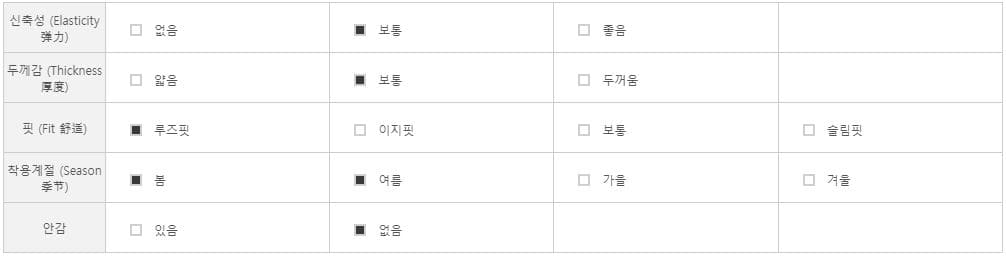 신축성 (Elasticity
弹力)
없음
보통
좋음
두께감 (Thickness
厚度)
얇음
보통
두꺼움
핏 (Fit 舒适)
루즈핏
이지핏
보통
슬림핏
착용계절 (Season
季节)
봄
여름
가을
겨울
안감
있음
없음